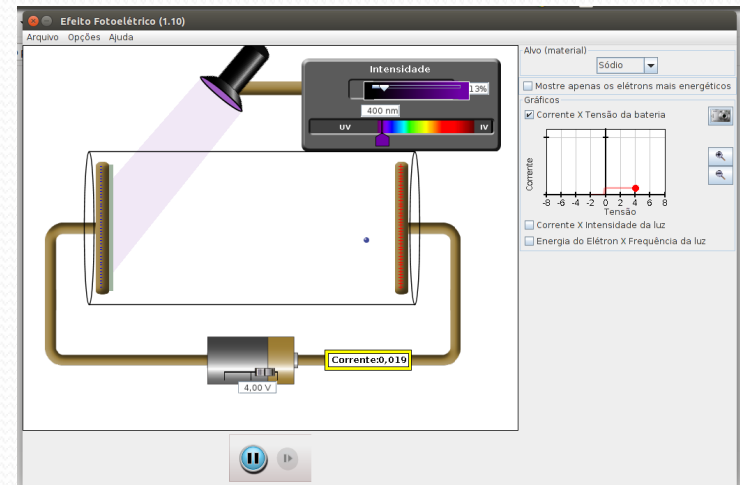 Efeito Fotoelétrico (1.10)
Arquivo Opções Ajuda
Intensidade
13%
400 nm
UV
IV
Corrente:0,019
4,00 V
Alvo (material)
Sódio
Mostre apenas os elétrons mais energéticos
Gráficos
Corrente X Tensão da bateria
Corrente
-8 -6 -4 -2 0 2 4 6 8
Tensão
Corrente X Intensidade da luz
Energia do Elétron X Frequência da luz